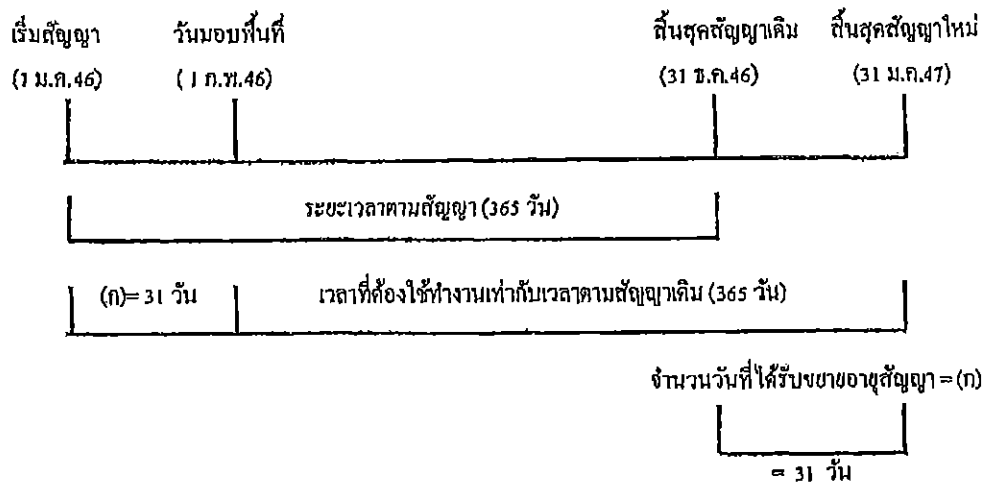 เริ่มสัญญา วันมอบพื้นที่ สิ้นสุดสัญญาเดิม สิ้นสุดสัญญาใหม่
(1 ม.ค.46) (1 ก.พ.46) (31 ธ.ค.46) (31 ม.ค.47)
ระยะเวลาตามสัญญา (365 วัน)
(ก)= 31 วัน เวลาที่ต้องใช้ทำงานเท่ากับเวลาตามสัญญาเดิม (365 วัน)
จำนวนวันที่ได้รับขยายอายุสัญญา = (ก)
= 31 วัน